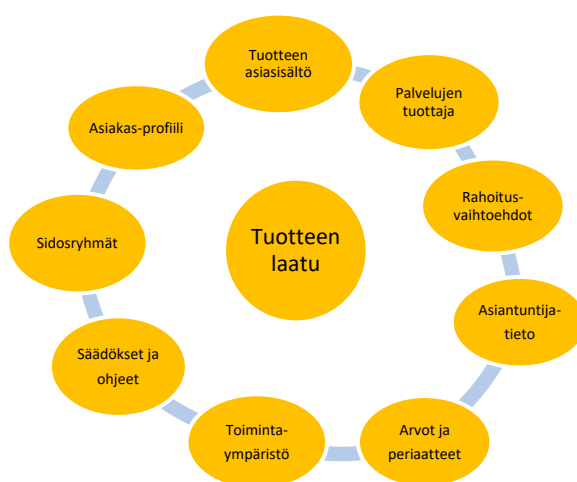 Tuotteen
asiasisältö
Palvelujen
tuottaja
Rahoitus-
vaihtoehdot
Asiantuntija-
tieto
Arvot ja
periaatteet
Toiminta-
ympäristö
Säädökset ja
ohjeet
Sidosryhmät
Asiakas-profiili
Tuotteen
laatu